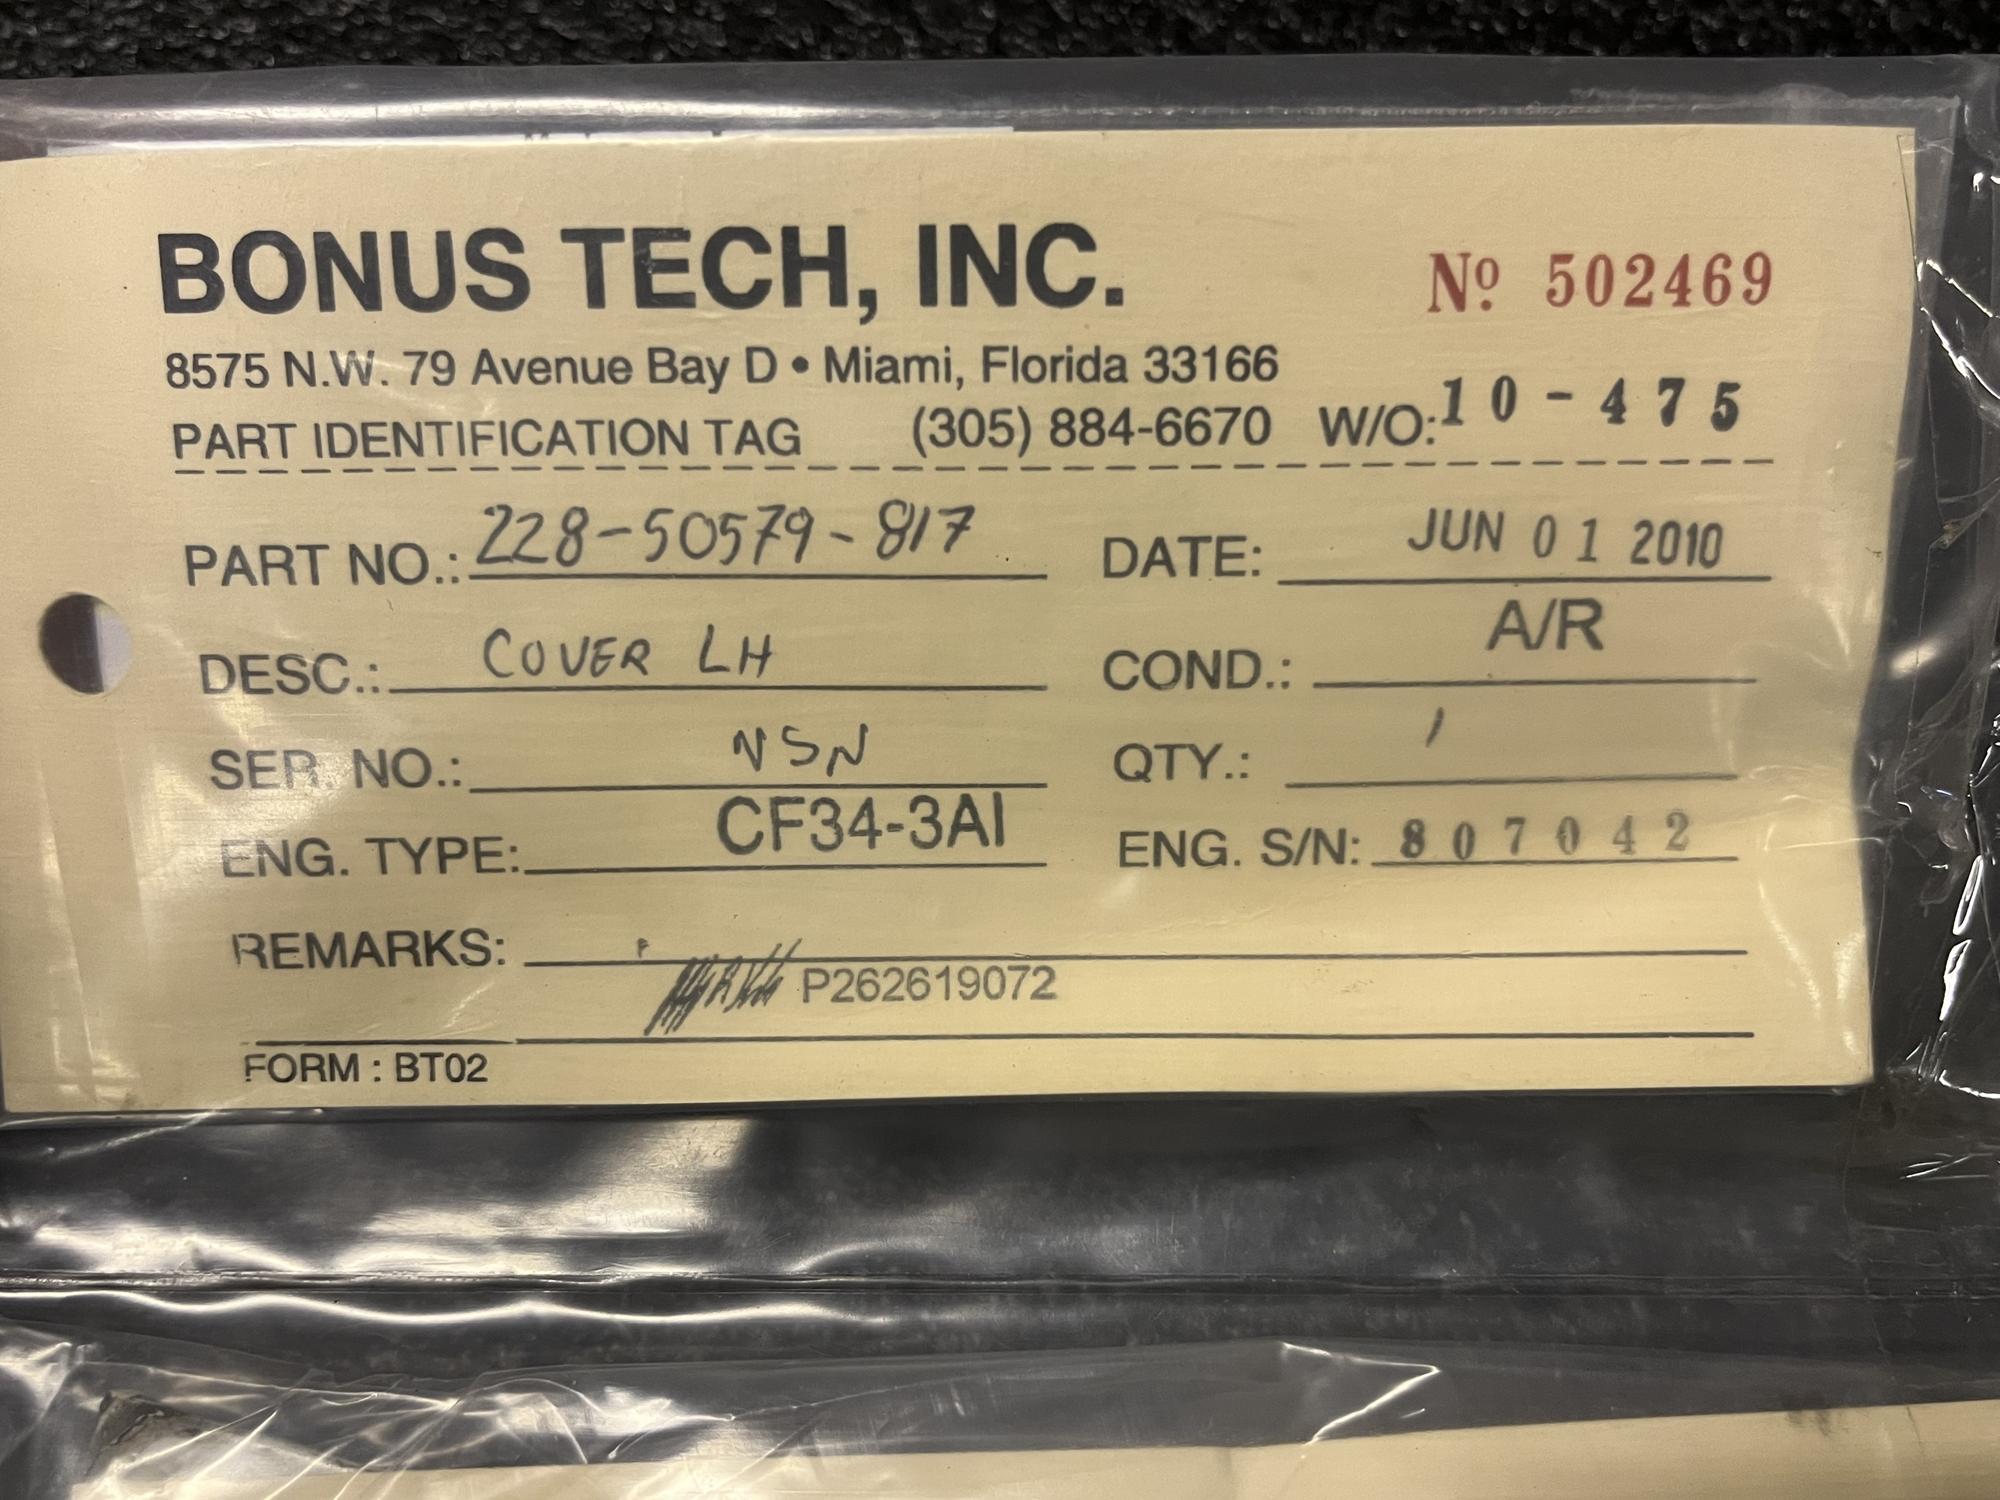 BONUS TECH, INC.
Nº 502469
8575 N.W. 79 Avenue Bay D • Miami, Florida 33166
PART IDENTIFICATION TAG (305) 884-6670 W/O: 10-475
PART NO.: 228-50579-817 DATE: JUN 01 2010
DESC.: COVER LH COND.: A/R
SER. NO.: NSN QTY.: 1
ENG. TYPE: CF34-3AI ENG. S/N: 807042
REMARKS:
P262619072
FORM : BT02